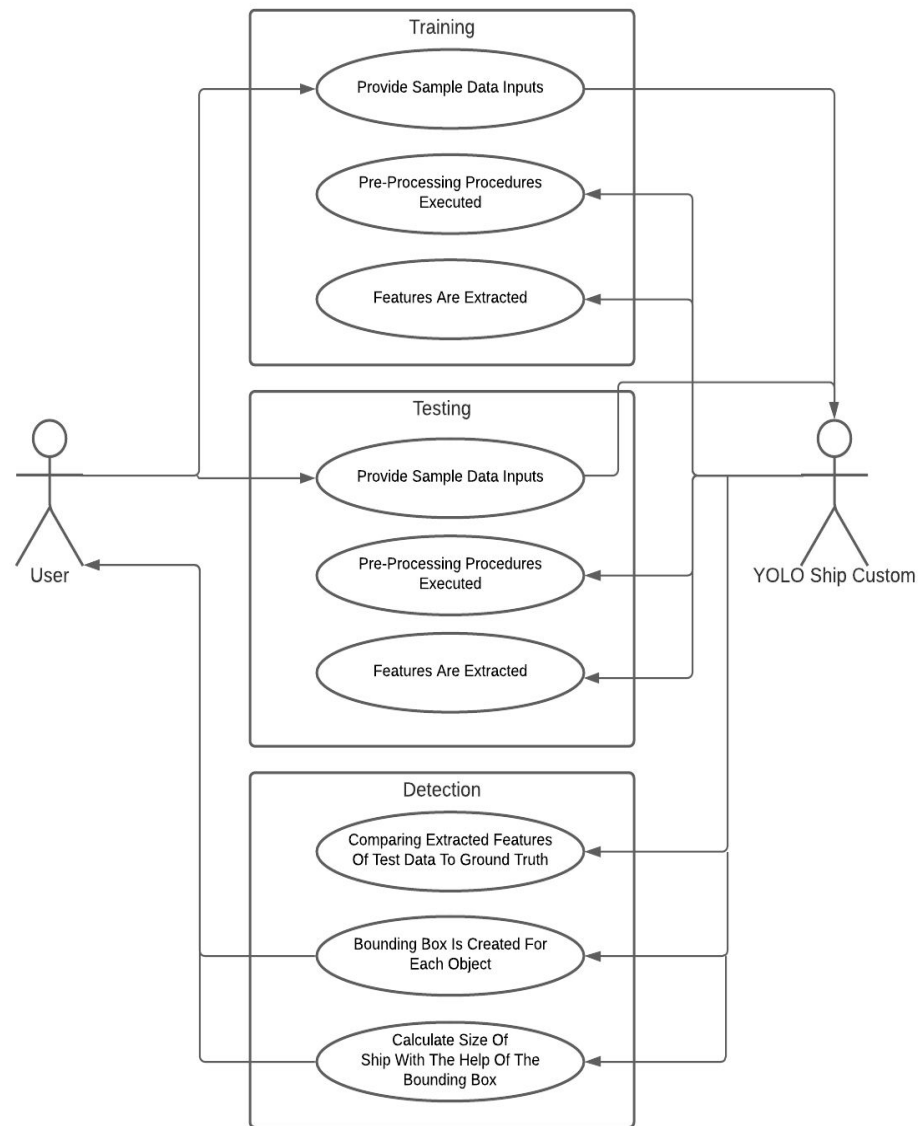 Training
Provide Sample Data Inputs
Pre-Processing Procedures
Executed
Features Are Extracted
Testing
Provide Sample Data Inputs
Pre-Processing Procedures
Executed
Features Are Extracted
User
YOLO Ship Custom
Detection
Comparing Extracted Features
Of Test Data To Ground Truth
Bounding Box Is Created For
Each Object
Calculate Size Of
Ship With The Help Of The
Bounding Box